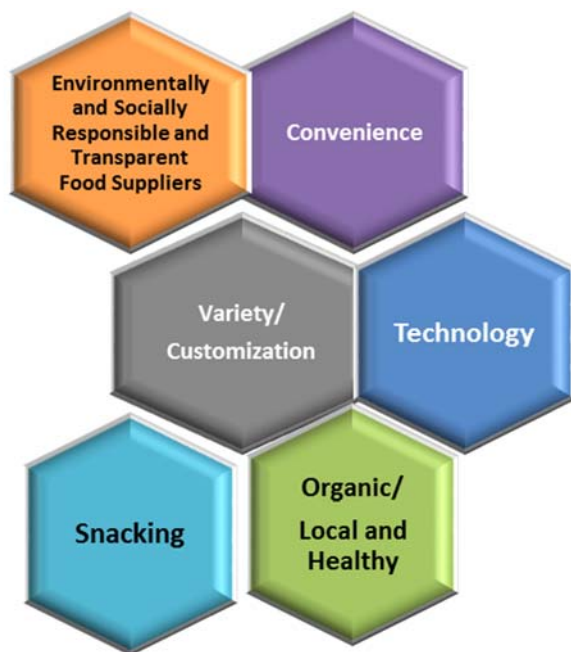 Environmentally
and Socially
Responsible and
Transparent
Food Suppliers
Convenience
Variety/
Customization
Technology
Snacking
Organic/
Local and
Healthy